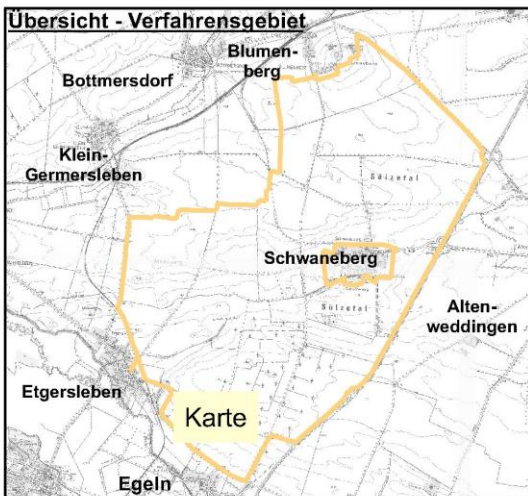 Übersicht - Verfahrensgebiet
Blumen-
berg
Bottmersdorf
Klein-
Germersleben
Sülzetal
Schwaneberg
Sülzetal
Alten-
weddingen
Etgersleben
Karte
Egeln